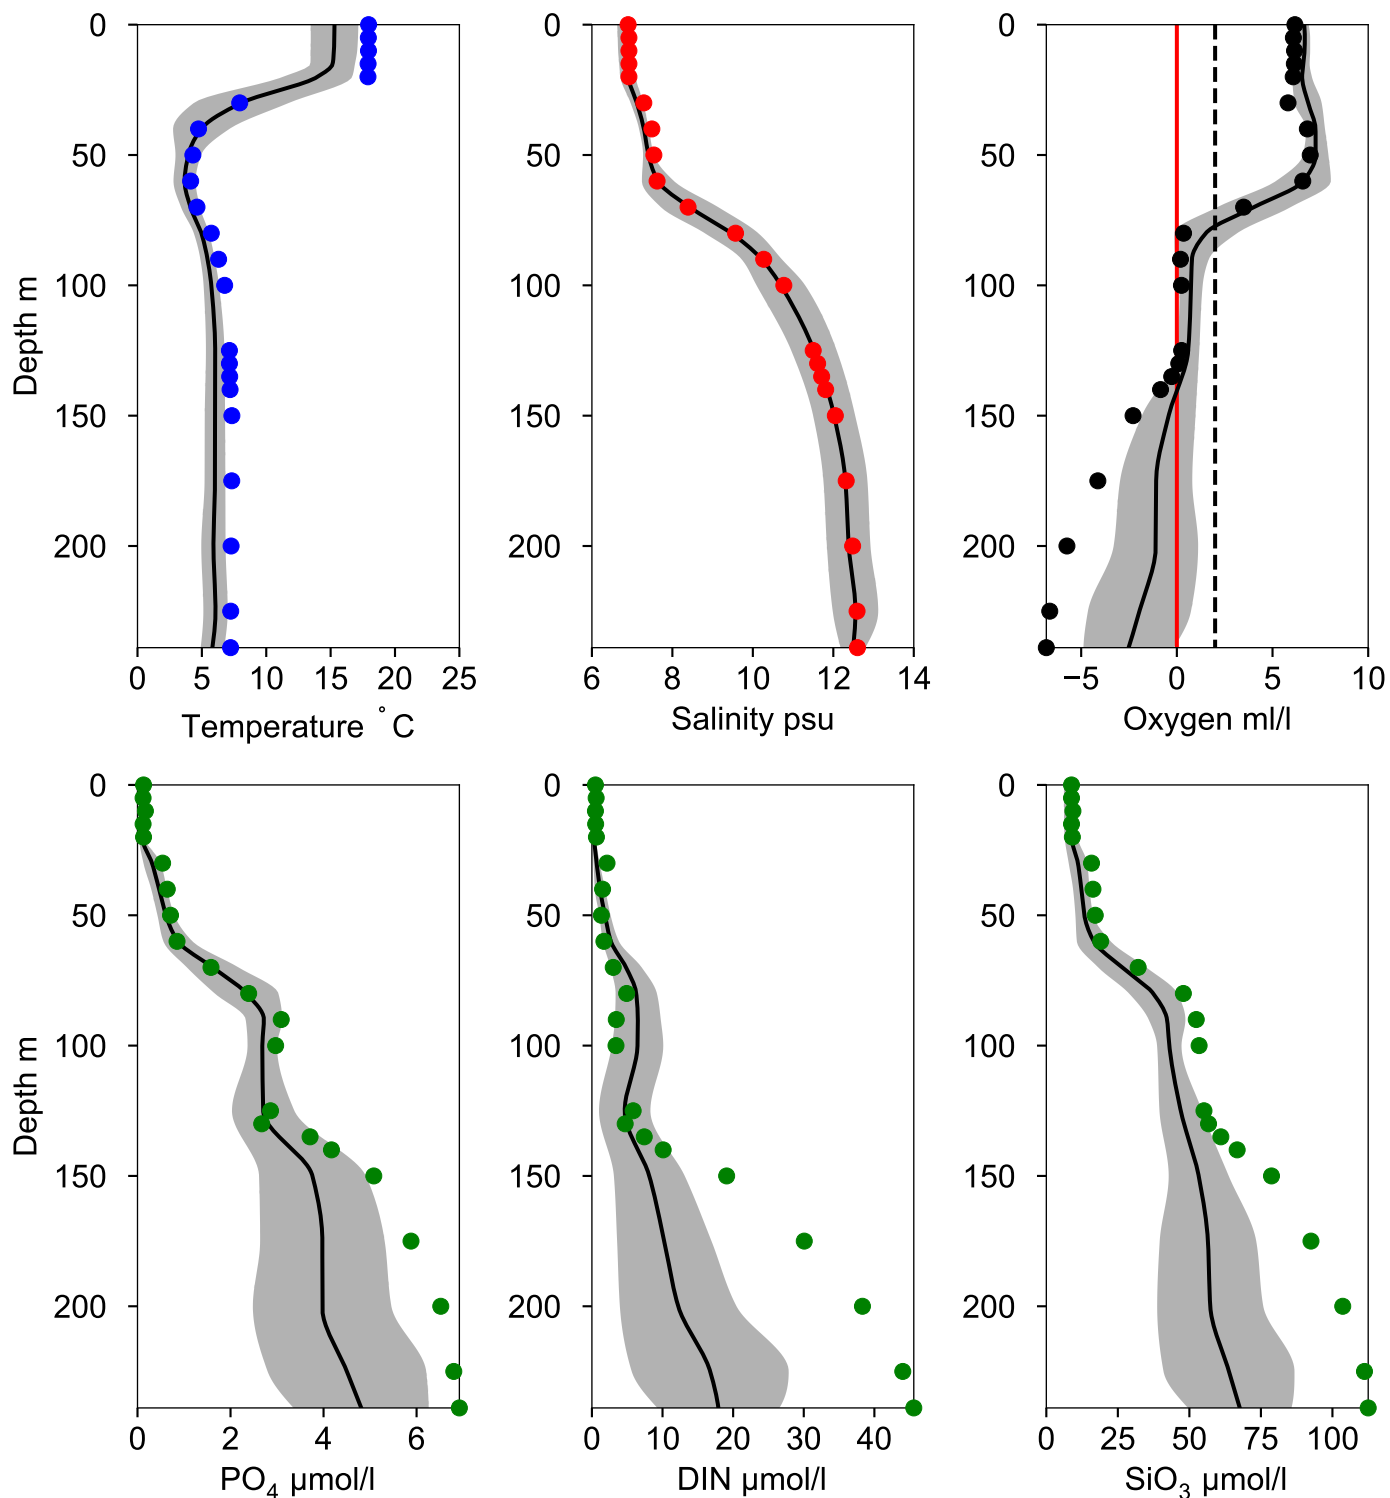 0
50
100
150
200
Depth m
0 5 10 15 20 25
Temperature ° C
0
50
100
150
200
6 8 10 12 14
Salinity psu
0
50
100
150
200
−5 0 5 10
Oxygen ml/l
0
50
100
150
200
Depth m
0 2 4 6
PO₄ µmol/l
0
50
100
150
200
0 10 20 30 40
DIN µmol/l
0
50
100
150
200
0 25 50 75 100
SiO₃ µmol/l